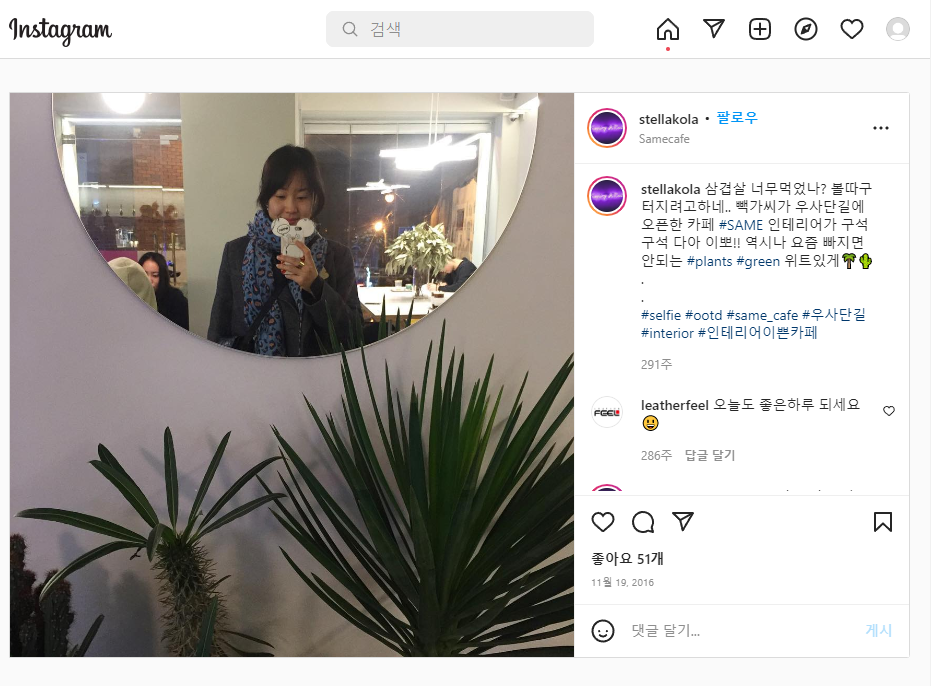 Instagram
검색
stellakola • 팔로우
Samecafe
stellakola 삼겹살 너무먹었나? 볼따구
터지려고하네.. 빽가씨가 우사단길에
오픈한 카페 #SAME 인테리어가 구석
구석 다아 이뽀!! 역시나 요즘 빠지면
안되는 #plants #green 위트있게🌴🌵
.
.
#selfie #ootd #same_cafe #우사단길
#interior #인테리어이쁜카페
291주
FEEL
leatherfeel 오늘도 좋은하루 되세요
😃
286주 답글 달기
좋아요 51개
11월 19, 2016
댓글 달기...
게시